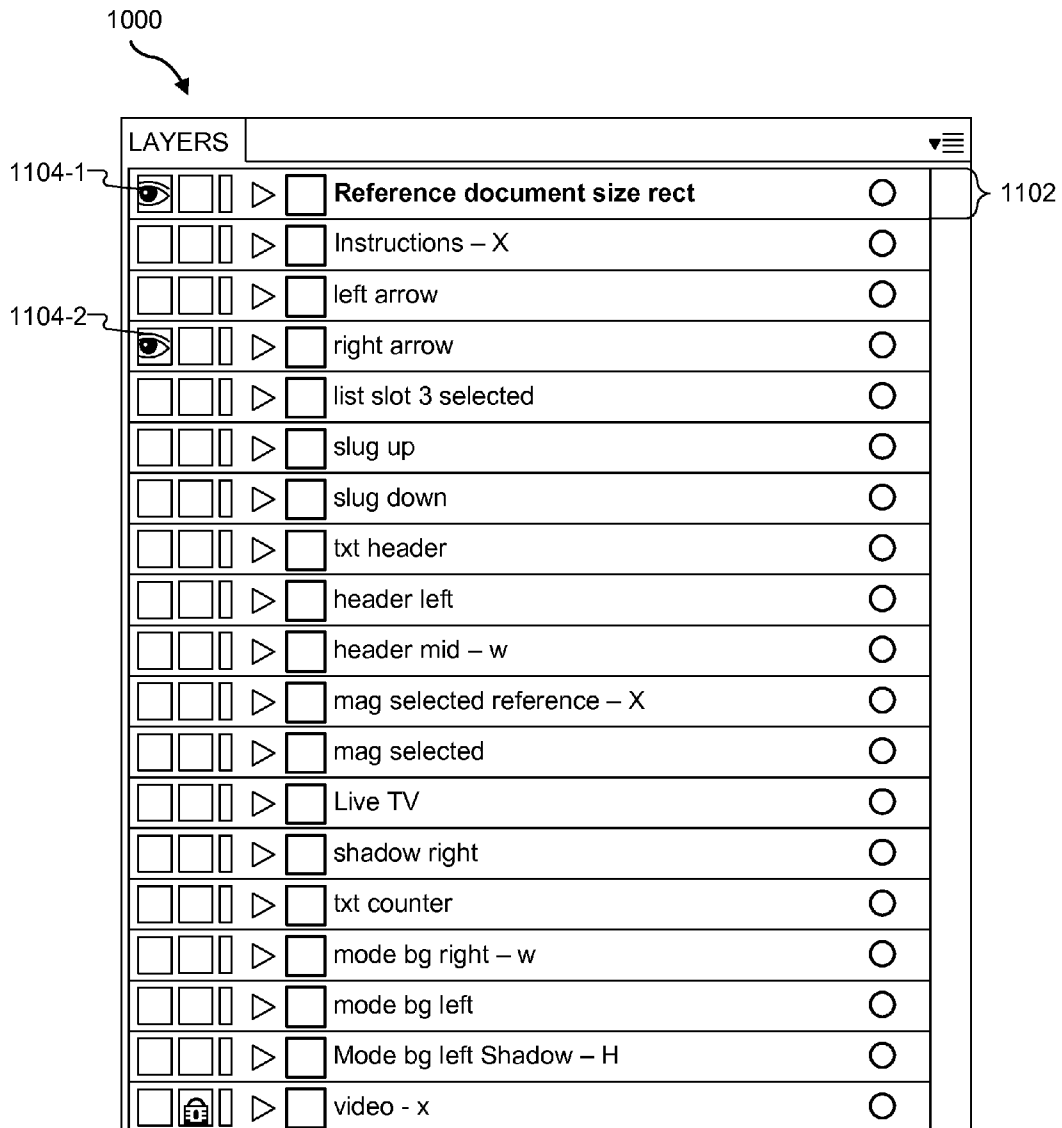 1000
LAYERS
1104-1
Reference document size rect
1102
Instructions – X
left arrow
1104-2
right arrow
list slot 3 selected
slug up
slug down
txt header
header left
header mid – w
mag selected reference – X
mag selected
Live TV
shadow right
txt counter
mode bg right – w
mode bg left
Mode bg left Shadow – H
video - x